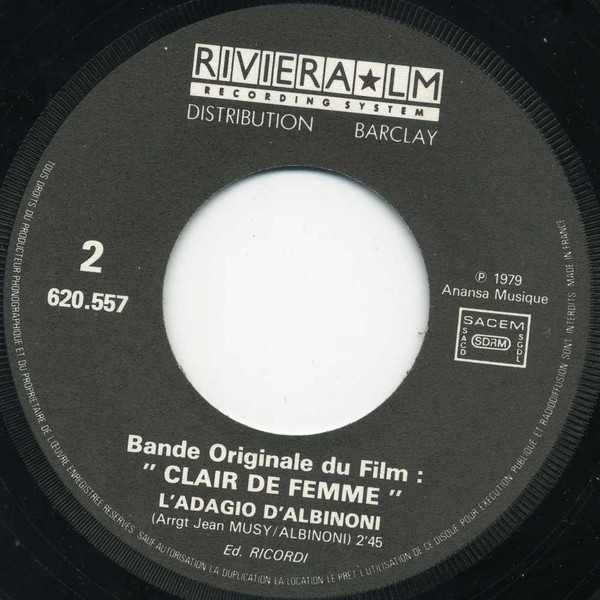 RIVIERA★LM
RECORDING SYSTEM
DISTRIBUTION BARCLAY
2
620.557
℗ 1979
Anansa Musique
SACEM
SACD SDRM SGDL
Bande Originale du Film :
" CLAIR DE FEMME "
L'ADAGIO D'ALBINONI
(Arrgt Jean MUSY/ALBINONI) 2'45
Ed. RICORDI
TOUS DROITS DU PRODUCTEUR PHONOGRAPHIQUE ET DU PROPRIETAIRE DE L'ŒUVRE ENREGISTREE RESERVES. SAUF AUTORISATION LA DUPLICATION LA LOCATION LE PRET L'UTILISATION DE CE DISQUE POUR EXECUTION PUBLIQUE ET RADIODIFFUSION SONT INTERDITS MADE IN FRANCE